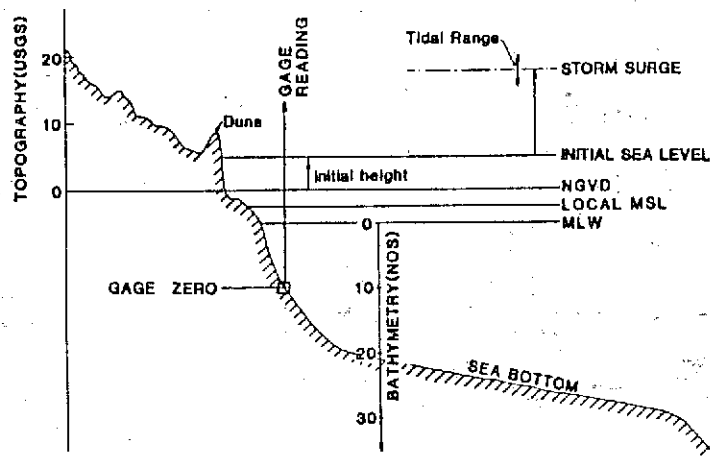 TOPOGRAPHY(USGS)
20
10
0
Dune
GAGE
READING
Tidal Range
STORM SURGE
INITIAL SEA LEVEL
Initial height
NGVD
LOCAL MSL
0
MLW
GAGE ZERO
10
20
30
BATHYMETRY(NOS)
SEA BOTTOM